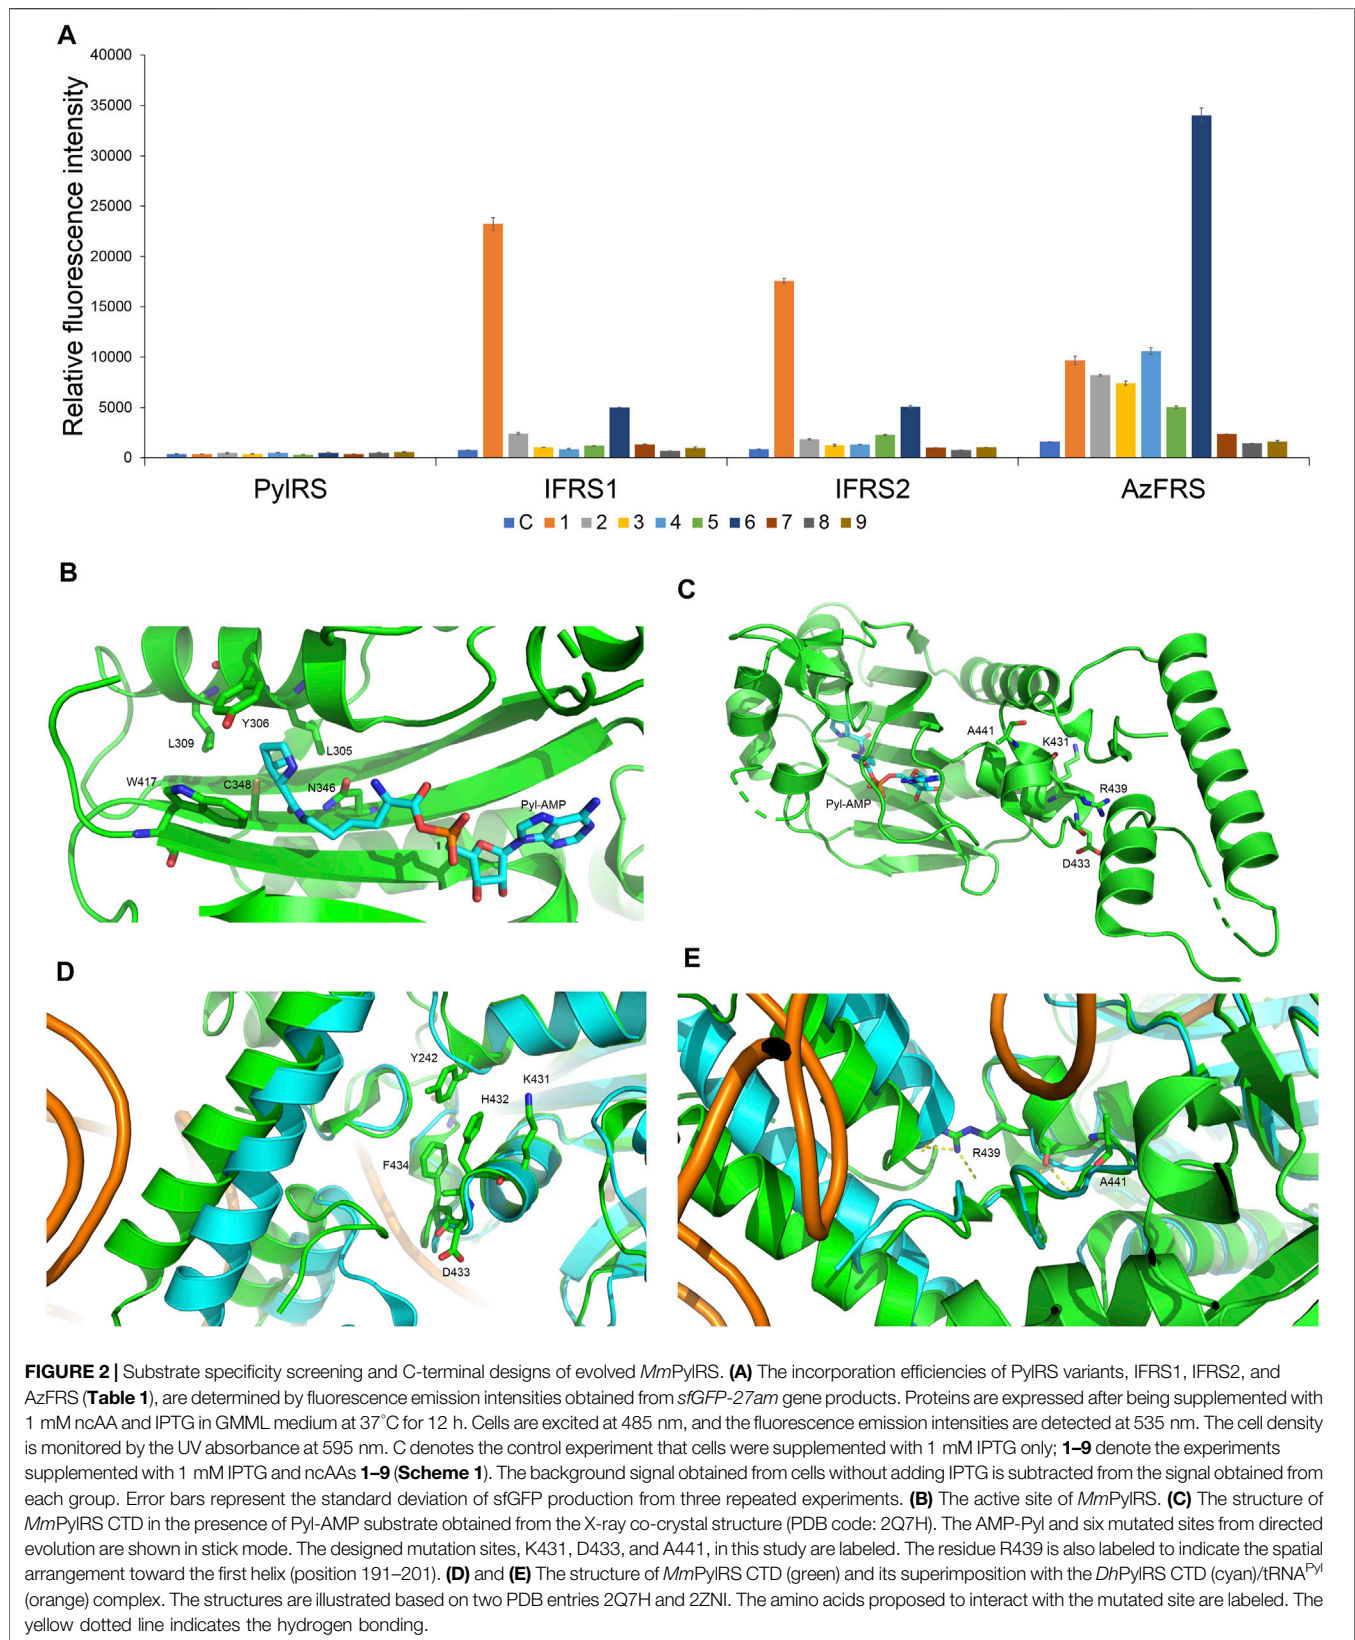 A
40000
35000
30000
25000
20000
15000
10000
5000
0
Relative fluorescence intensity
PylRS IFRS1 IFRS2 AzFRS
C 1 2 3 4 5 6 7 8 9
B
Y306
L309
L305
W417
C348
N346
Pyl-AMP
C
A441
K431
R439
Pyl-AMP
D433
D
Y242
K431
H432
F434
D433
E
R439
A441
FIGURE 2 | Substrate specificity screening and C-terminal designs of evolved MmPylRS. (A) The incorporation efficiencies of PylRS variants, IFRS1, IFRS2, and
AzFRS (Table 1), are determined by fluorescence emission intensities obtained from sfGFP-27am gene products. Proteins are expressed after being supplemented with
1 mM ncAA and IPTG in GMML medium at 37°C for 12 h. Cells are excited at 485 nm, and the fluorescence emission intensities are detected at 535 nm. The cell density
is monitored by the UV absorbance at 595 nm. C denotes the control experiment that cells were supplemented with 1 mM IPTG only; 1–9 denote the experiments
supplemented with 1 mM IPTG and ncAAs 1–9 (Scheme 1). The background signal obtained from cells without adding IPTG is subtracted from the signal obtained from
each group. Error bars represent the standard deviation of sfGFP production from three repeated experiments. (B) The active site of MmPylRS. (C) The structure of
MmPylRS CTD in the presence of Pyl-AMP substrate obtained from the X-ray co-crystal structure (PDB code: 2Q7H). The AMP-Pyl and six mutated sites from directed
evolution are shown in stick mode. The designed mutation sites, K431, D433, and A441, in this study are labeled. The residue R439 is also labeled to indicate the spatial
arrangement toward the first helix (position 191–201). (D) and (E) The structure of MmPylRS CTD (green) and its superimposition with the DhPylRS CTD (cyan)/tRNA^Pyl
(orange) complex. The structures are illustrated based on two PDB entries 2Q7H and 2ZNI. The amino acids proposed to interact with the mutated site are labeled. The
yellow dotted line indicates the hydrogen bonding.